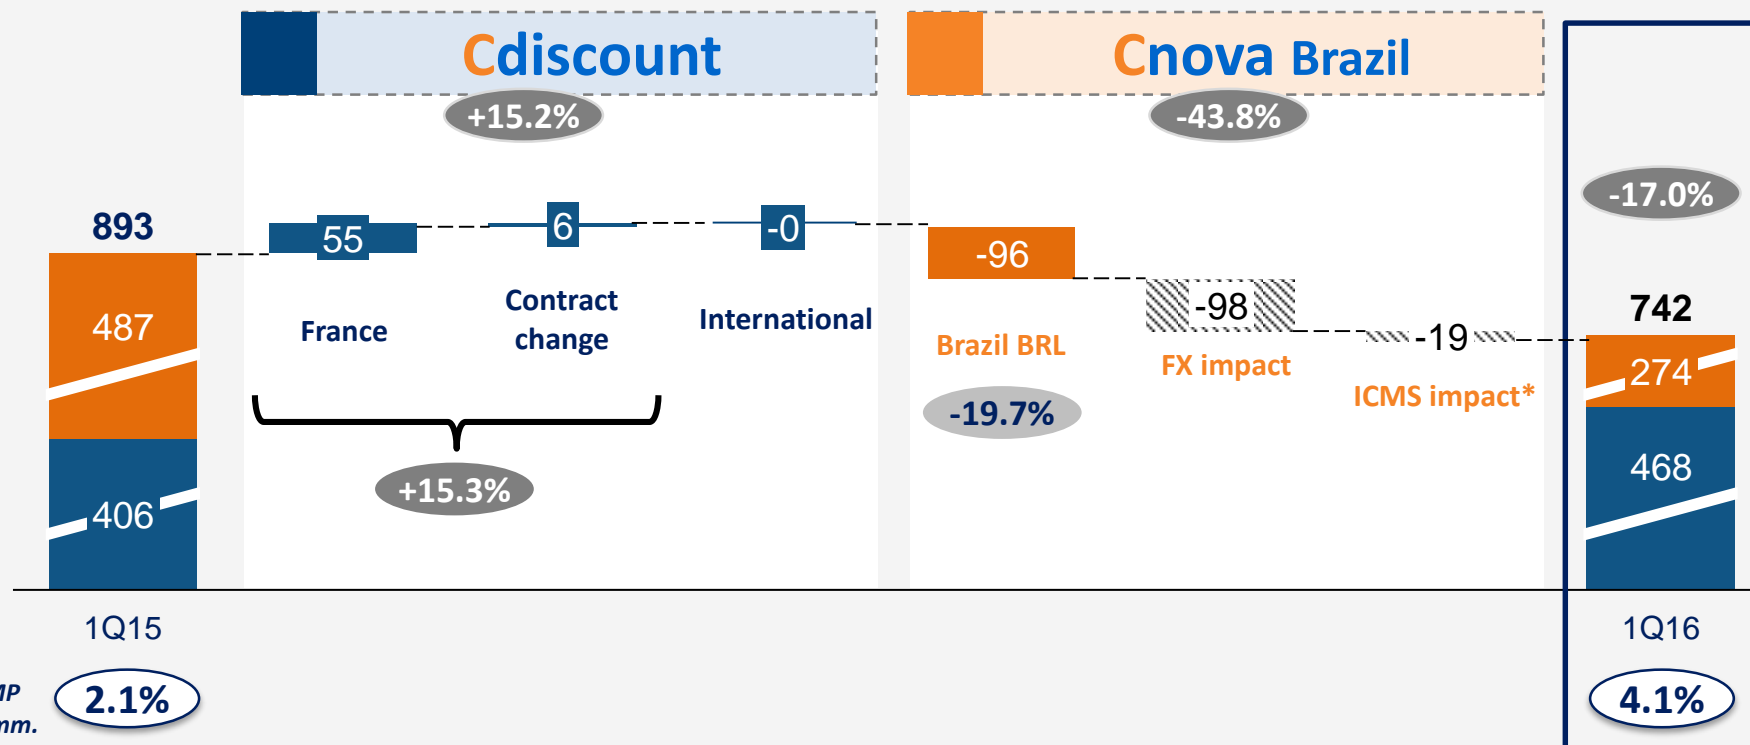 Cdiscount
Cnova Brazil
+15.2%
-43.8%
-17.0%
893
55
6
-0
-96
487
Contract
change
France
International
-98
742
Brazil BRL
-19
FX impact
274
ICMS impact*
-19.7%
+15.3%
468
406
1Q15
1Q16
2.1%
4.1%